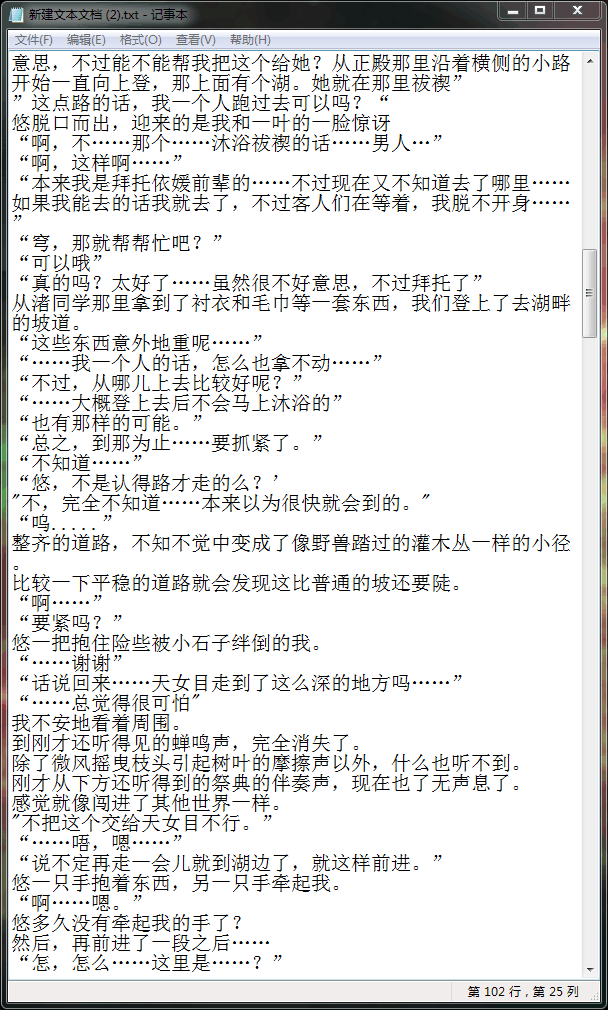 新建文本文档 (2).txt - 记事本
文件(F) 编辑(E) 格式(O) 查看(V) 帮助(H)
意思，不过能不能帮我把这个给她？从正殿那里沿着横侧的小路
开始一直向上登，那上面有个湖。她就在那里祓禊”
”这点路的话，我一个人跑过去可以吗？“
悠脱口而出，迎来的是我和一叶的一脸惊讶
“啊，不……那个……沐浴祓禊的话……男人…”
“啊，这样啊……”
“本来我是拜托依媛前辈的……不过现在又不知道去了哪里……
如果我能去的话我就去了，不过客人们在等着，我脱不开身……
”
“穹，那就帮帮忙吧？”
“可以哦”
“真的吗？太好了……虽然很不好意思，不过拜托了”
从渚同学那里拿到了衬衣和毛巾等一套东西，我们登上了去湖畔
的坡道。
“这些东西意外地重呢……”
“……我一个人的话，怎么也拿不动……”
“不过，从哪儿上去比较好呢？”
“……大概登上去后不会马上沐浴的”
“也有那样的可能。”
“总之，到那为止……要抓紧了。”
“不知道……”
“悠，不是认得路才走的么？’
"不，完全不知道……本来以为很快就会到的。"
“呜.....”
整齐的道路，不知不觉中变成了像野兽踏过的灌木丛一样的小径
。
比较一下平稳的道路就会发现这比普通的坡还要陡。
“啊……”
“要紧吗？”
悠一把抱住险些被小石子绊倒的我。
“……谢谢”
“话说回来……天女目走到了这么深的地方吗……”
“……总觉得很可怕"
我不安地看着周围。
到刚才还听得见的蝉鸣声，完全消失了。
除了微风摇曳枝头引起树叶的摩擦声以外，什么也听不到。
刚才从下方还听得到的祭典的伴奏声，现在也了无声息了。
感觉就像闯进了其他世界一样。
"不把这个交给天女目不行。”
“……唔，嗯……”
“说不定再走一会儿就到湖边了，就这样前进。”
悠一只手抱着东西，另一只手牵起我。
“啊……嗯。”
悠多久没有牵起我的手了？
然后，再前进了一段之后……
“怎，怎么……这里是……？”
第 102 行，第 25 列